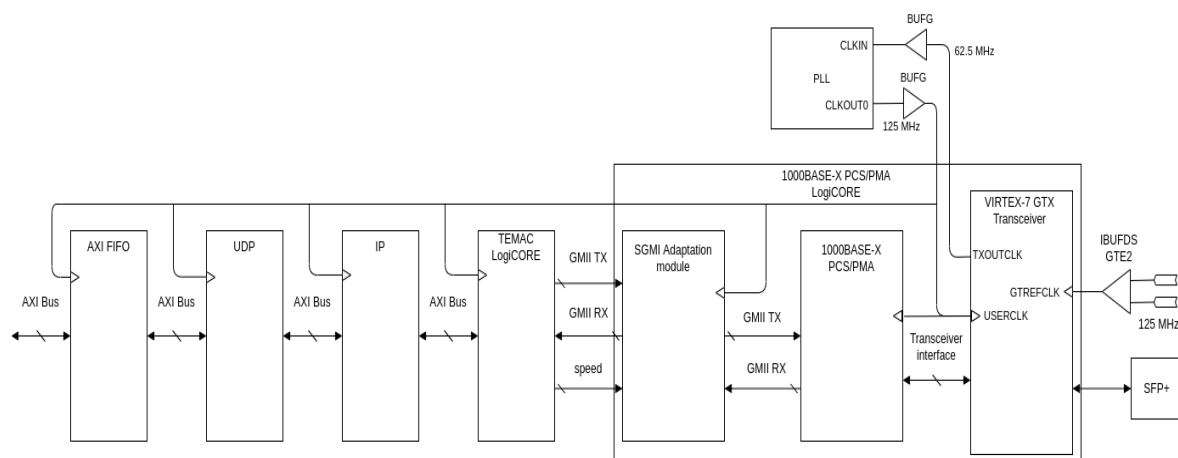 BUFG
CLKIN
62.5 MHz
PLL
BUFG
CLKOUT0
125 MHz
1000BASE-X PCS/PMA
LogiCORE
VIRTEX-7 GTX
Transceiver
AXI FIFO
UDP
IP
TEMAC
LogiCORE
GMII TX
SGMI Adaptation
module
1000BASE-X
PCS/PMA
TXOUTCLK
IBUFDS
GTE2
GTREFCLK
AXI Bus
AXI Bus
AXI Bus
AXI Bus
GMII RX
GMII TX
USERCLK
125 MHz
Transceiver
interface
speed
GMII RX
SFP+